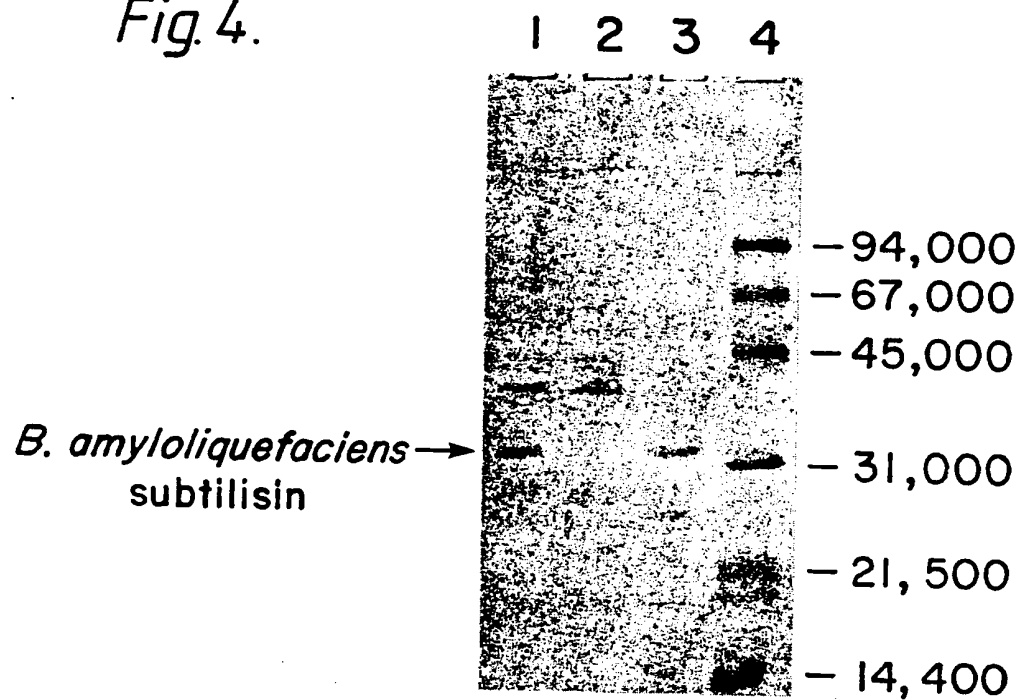 Fig. 4.
1 2 3 4
–94,000
–67,000
–45,000
B. amyloliquefaciens
subtilisin
–31,000
–21,500
–14,400